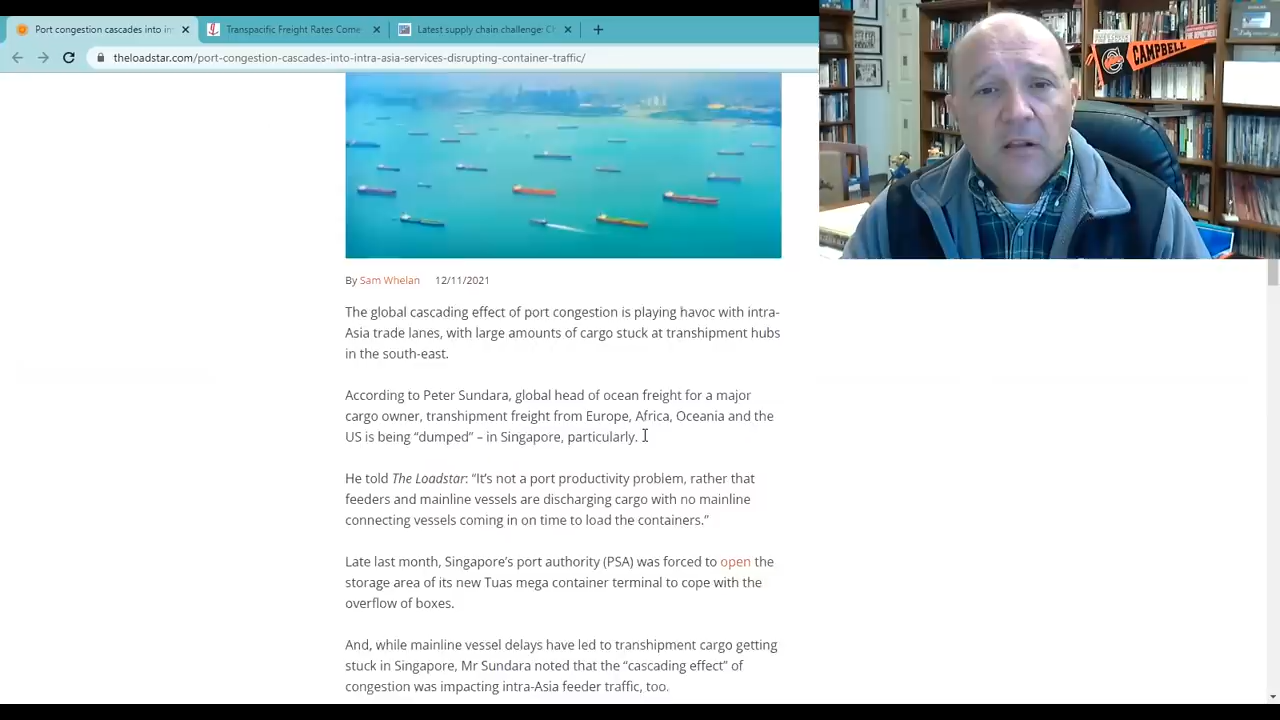 Port congestion cascades into in
Transpacific Freight Rates Come
Latest supply chain challenge: C
theloadstar.com/port-congestion-cascades-into-intra-asia-services-disrupting-container-traffic/
CAMPBELL
By Sam Whelan 12/11/2021
The global cascading effect of port congestion is playing havoc with intra-
Asia trade lanes, with large amounts of cargo stuck at transhipment hubs
in the south-east.
According to Peter Sundara, global head of ocean freight for a major
cargo owner, transhipment freight from Europe, Africa, Oceania and the
US is being “dumped” – in Singapore, particularly.
He told The Loadstar: “It’s not a port productivity problem, rather that
feeders and mainline vessels are discharging cargo with no mainline
connecting vessels coming in on time to load the containers.”
Late last month, Singapore’s port authority (PSA) was forced to open the
storage area of its new Tuas mega container terminal to cope with the
overflow of boxes.
And, while mainline vessel delays have led to transhipment cargo getting
stuck in Singapore, Mr Sundara noted that the “cascading effect” of
congestion was impacting intra-Asia feeder traffic, too.